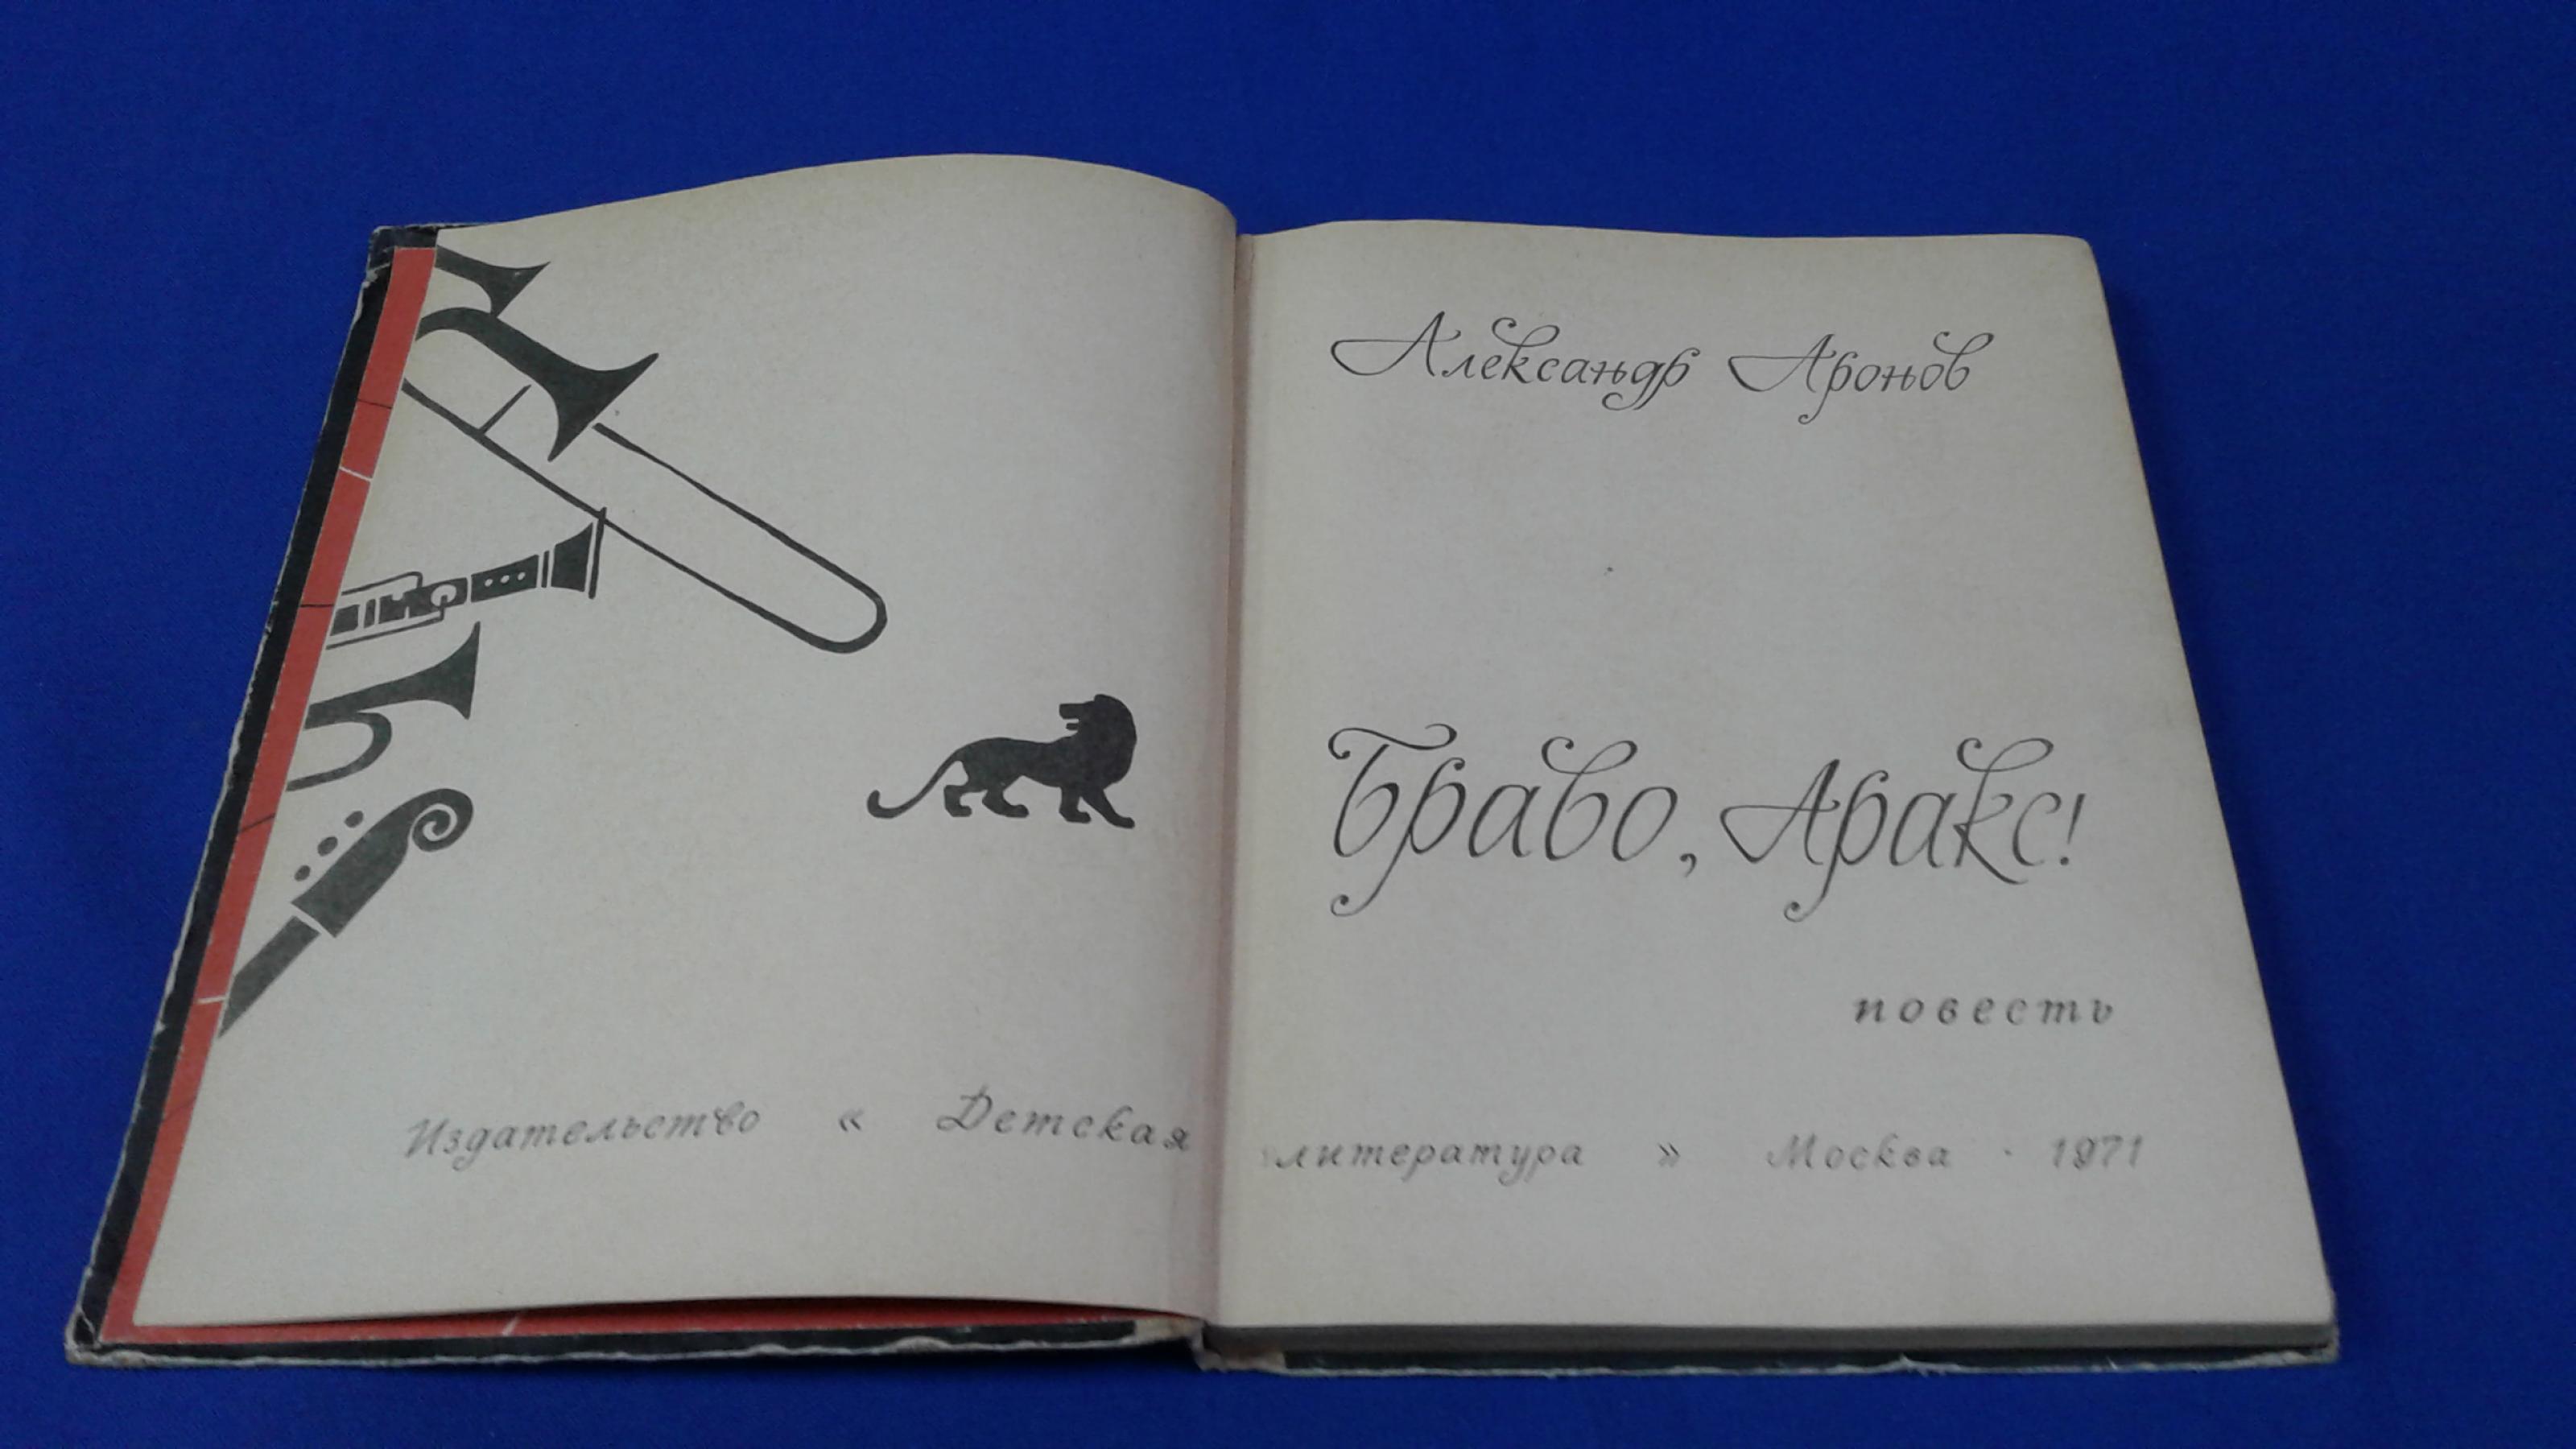 Александр Аронов
Браво, Аракс!
повесть
Издательство « Детская литература » Москва · 1971